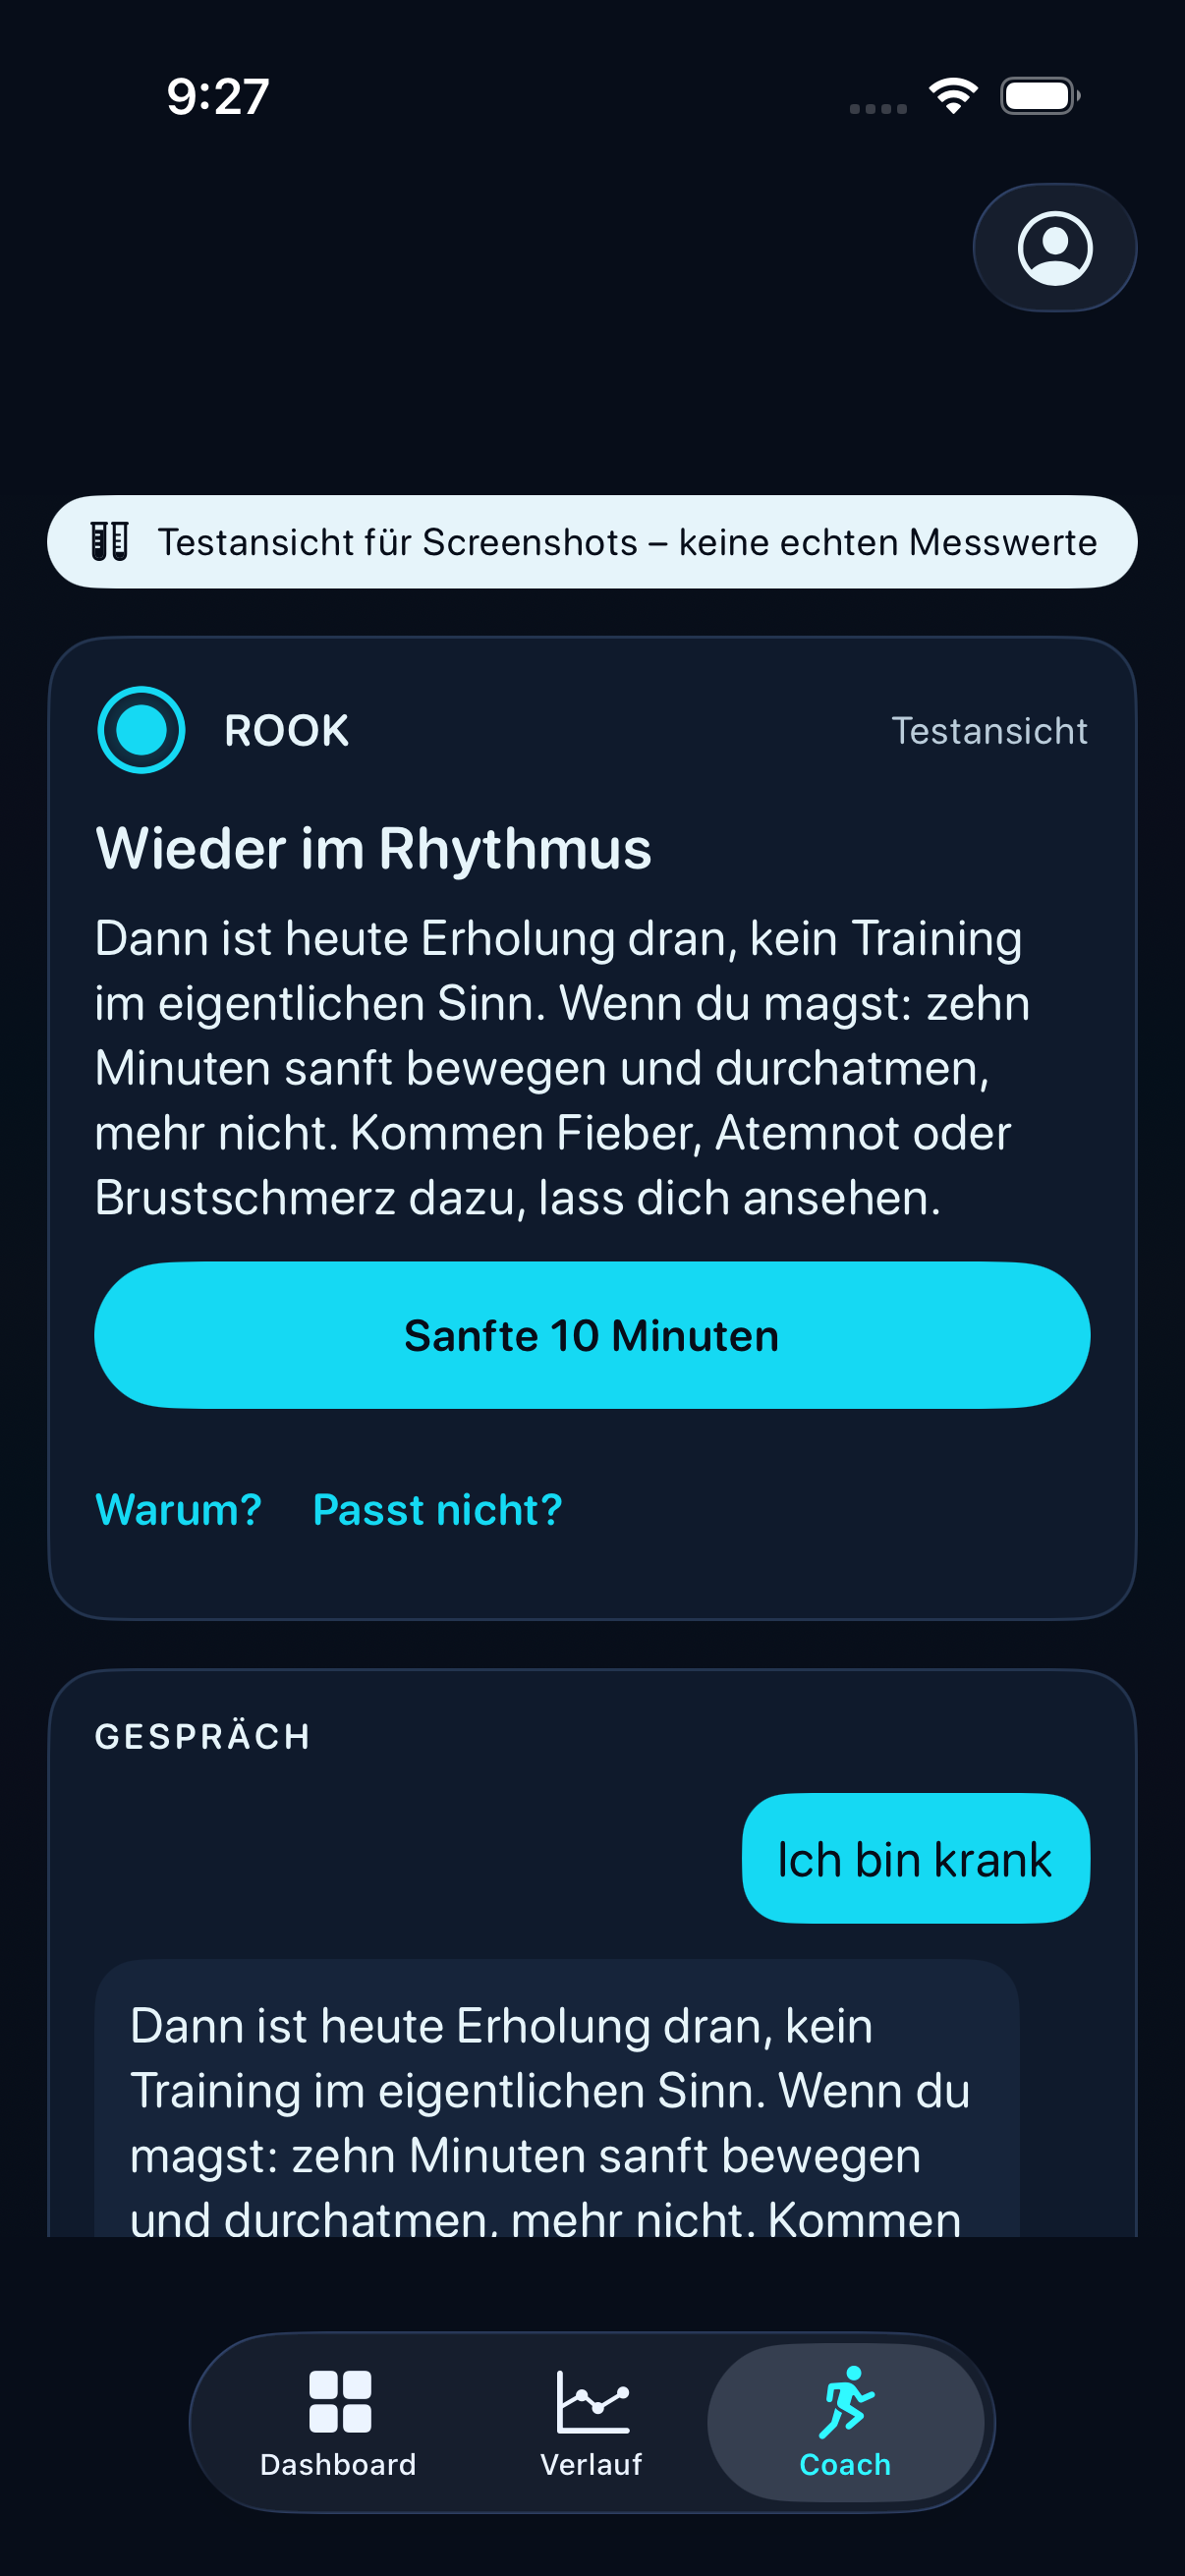 9:27
Testansicht für Screenshots – keine echten Messwerte
ROOK
Testansicht
Wieder im Rhythmus
Dann ist heute Erholung dran, kein Training
im eigentlichen Sinn. Wenn du magst: zehn
Minuten sanft bewegen und durchatmen,
mehr nicht. Kommen Fieber, Atemnot oder
Brustschmerz dazu, lass dich ansehen.
Sanfte 10 Minuten
Warum?
Passt nicht?
GESPRÄCH
Ich bin krank
Dann ist heute Erholung dran, kein
Training im eigentlichen Sinn. Wenn du
magst: zehn Minuten sanft bewegen
und durchatmen, mehr nicht. Kommen
Dashboard
Verlauf
Coach